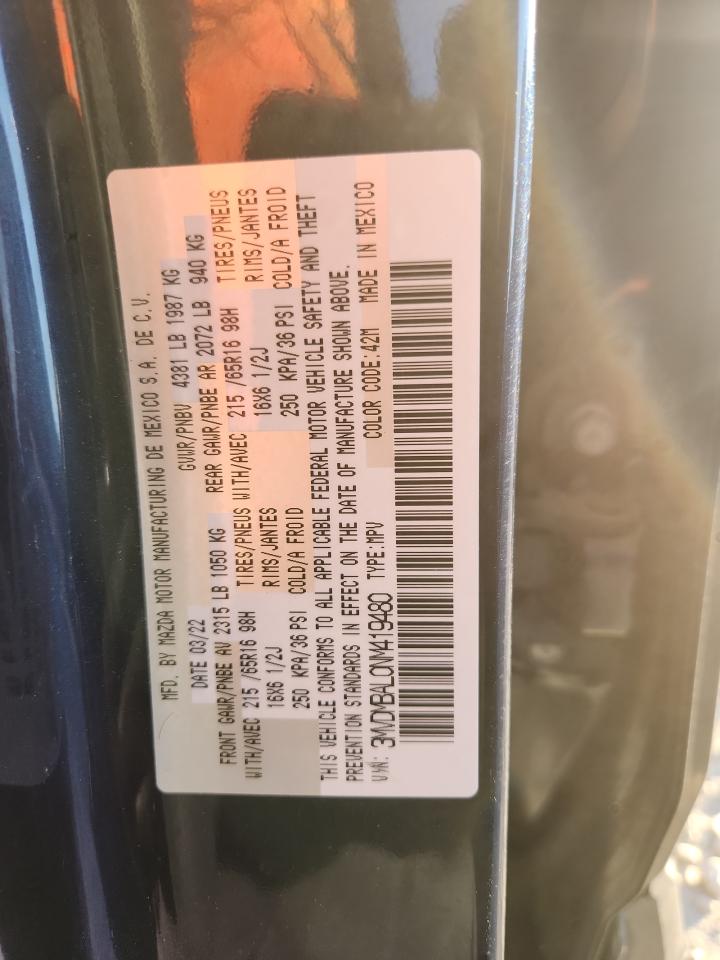 MFD. BY MAZDA MOTOR MANUFACTURING DE MEXICO S.A. DE C.V.
DATE 03/22 GVWR/PNBV 4381 LB 1987 KG
FRONT GAWR/PNBE AV 2315 LB 1050 KG REAR GAWR/PNBE AR 2072 LB 940 KG
WITH/AVEC 215 /65R16 98H TIRES/PNEUS WITH/AVEC 215 /65R16 98H TIRES/PNEUS
16X6 1/2J RIMS/JANTES 16X6 1/2J RIMS/JANTES
250 KPA/36 PSI COLD/A FROID 250 KPA/36 PSI COLD/A FROID
THIS VEHICLE CONFORMS TO ALL APPLICABLE FEDERAL MOTOR VEHICLE SAFETY AND THEFT
PREVENTION STANDARDS IN EFFECT ON THE DATE OF MANUFACTURE SHOWN ABOVE.
V.I.N: 3MVDMBAL0NM419480 TYPE:MPV COLOR CODE:42M MADE IN MEXICO